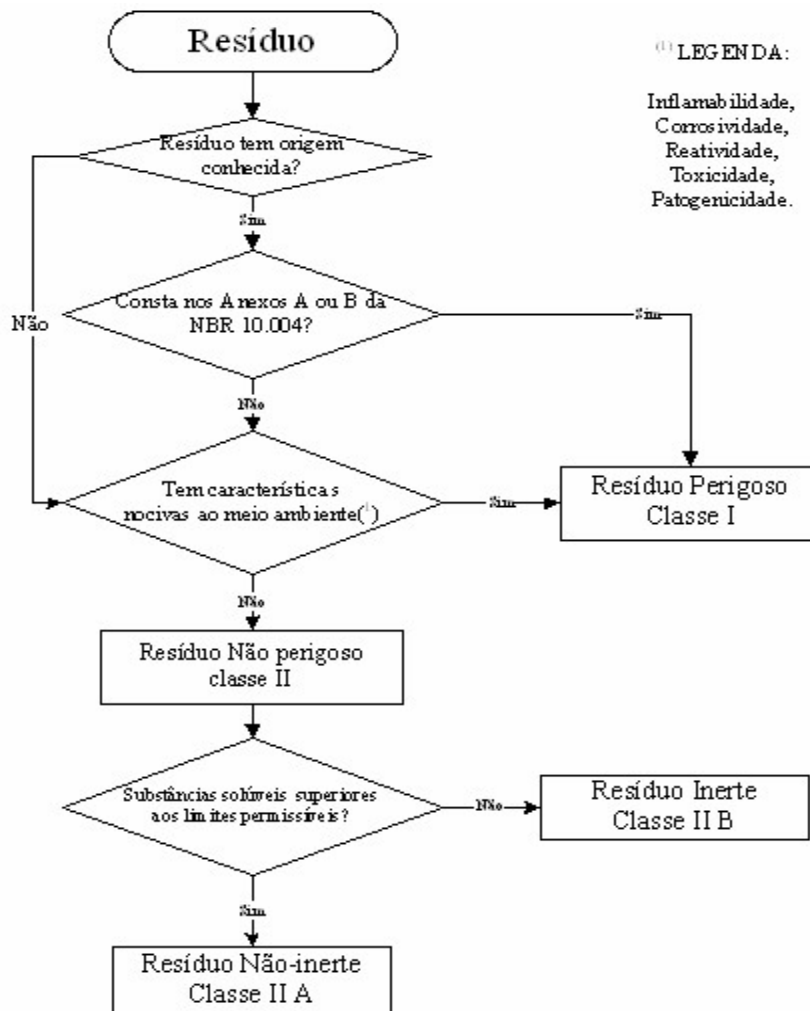 Resíduo
(1) LEGENDA:
Inflamabilidade,
Corrosividade,
Reatividade,
Toxicidade,
Patogenicidade.
Resíduo tem origem
conhecida?
Sim
Não
Consta nos Anexos A ou B da
NBR 10.004?
Sim
Não
Tem características
nocivas ao meio ambiente(1)
Sim
Resíduo Perigoso
Classe I
Não
Resíduo Não perigoso
classe II
Substâncias solúveis superiores
aos limites permissíveis?
Não
Resíduo Inerte
Classe II B
Sim
Resíduo Não-inerte
Classe II A